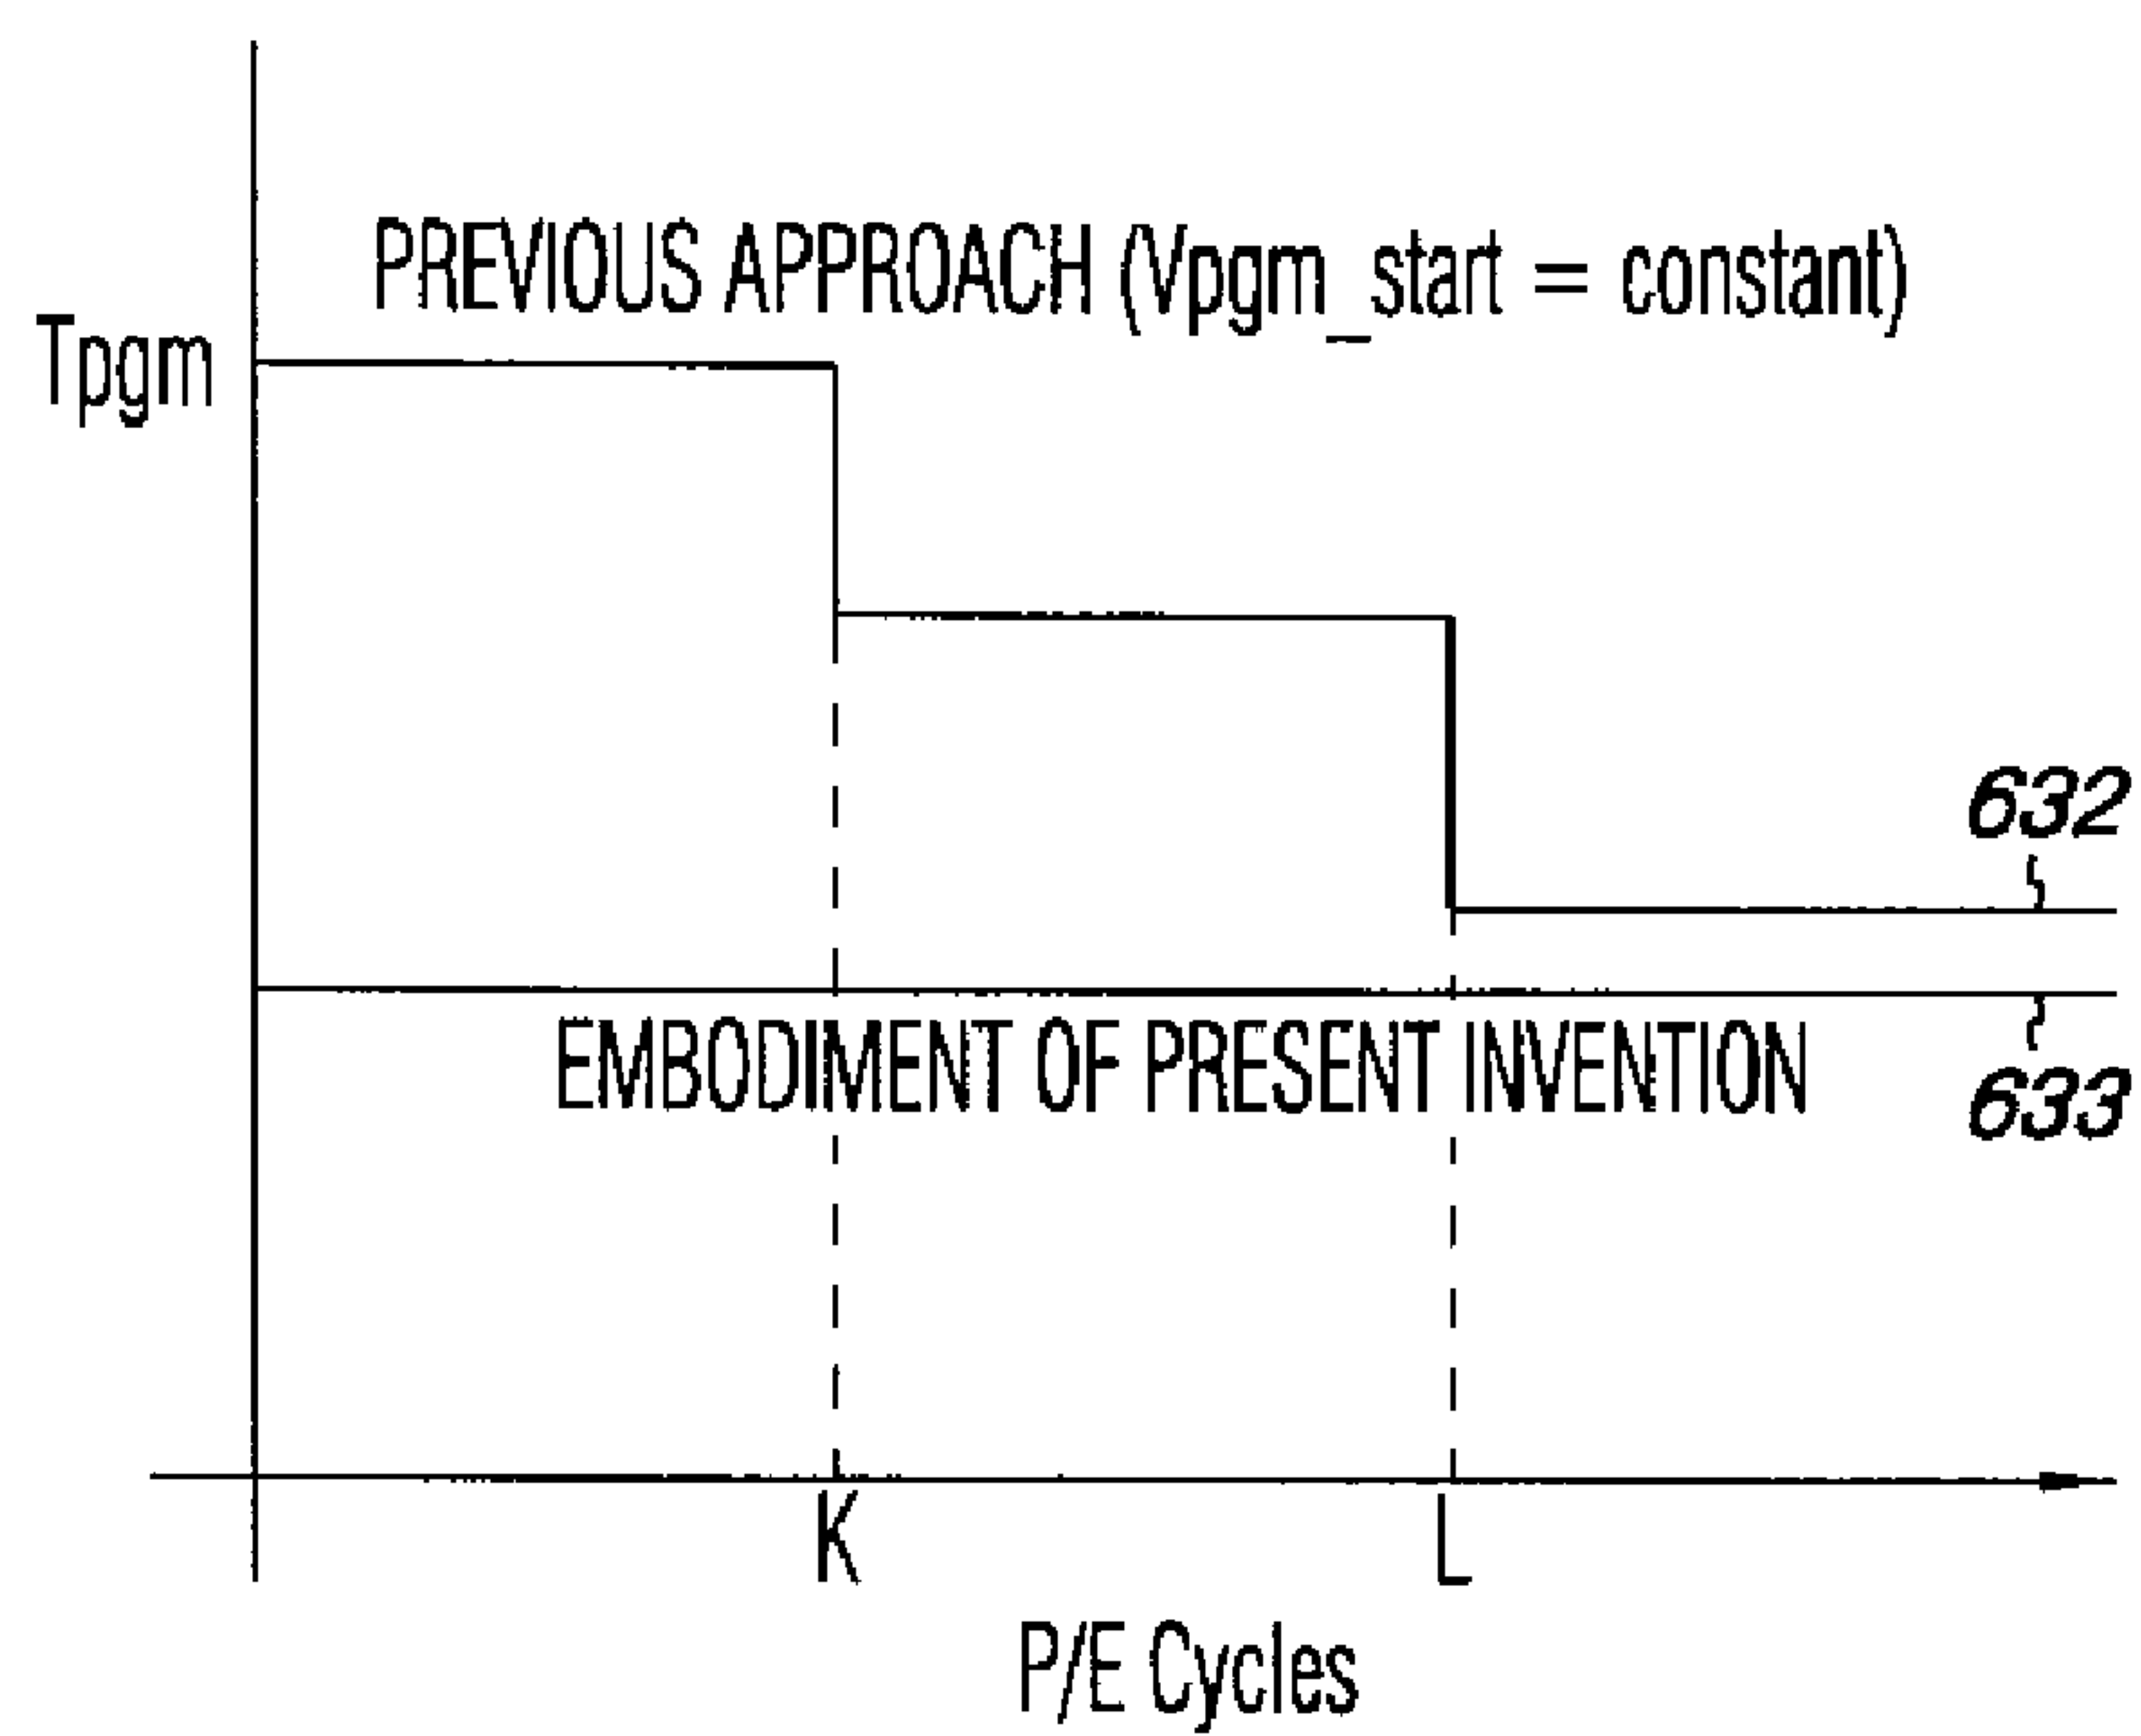 PREVIOUS APPROACH (Vpgm_start = constant)
Tpgm
632
EMBODIMENT OF PRESENT INVENTION
633
K
L
P/E Cycles